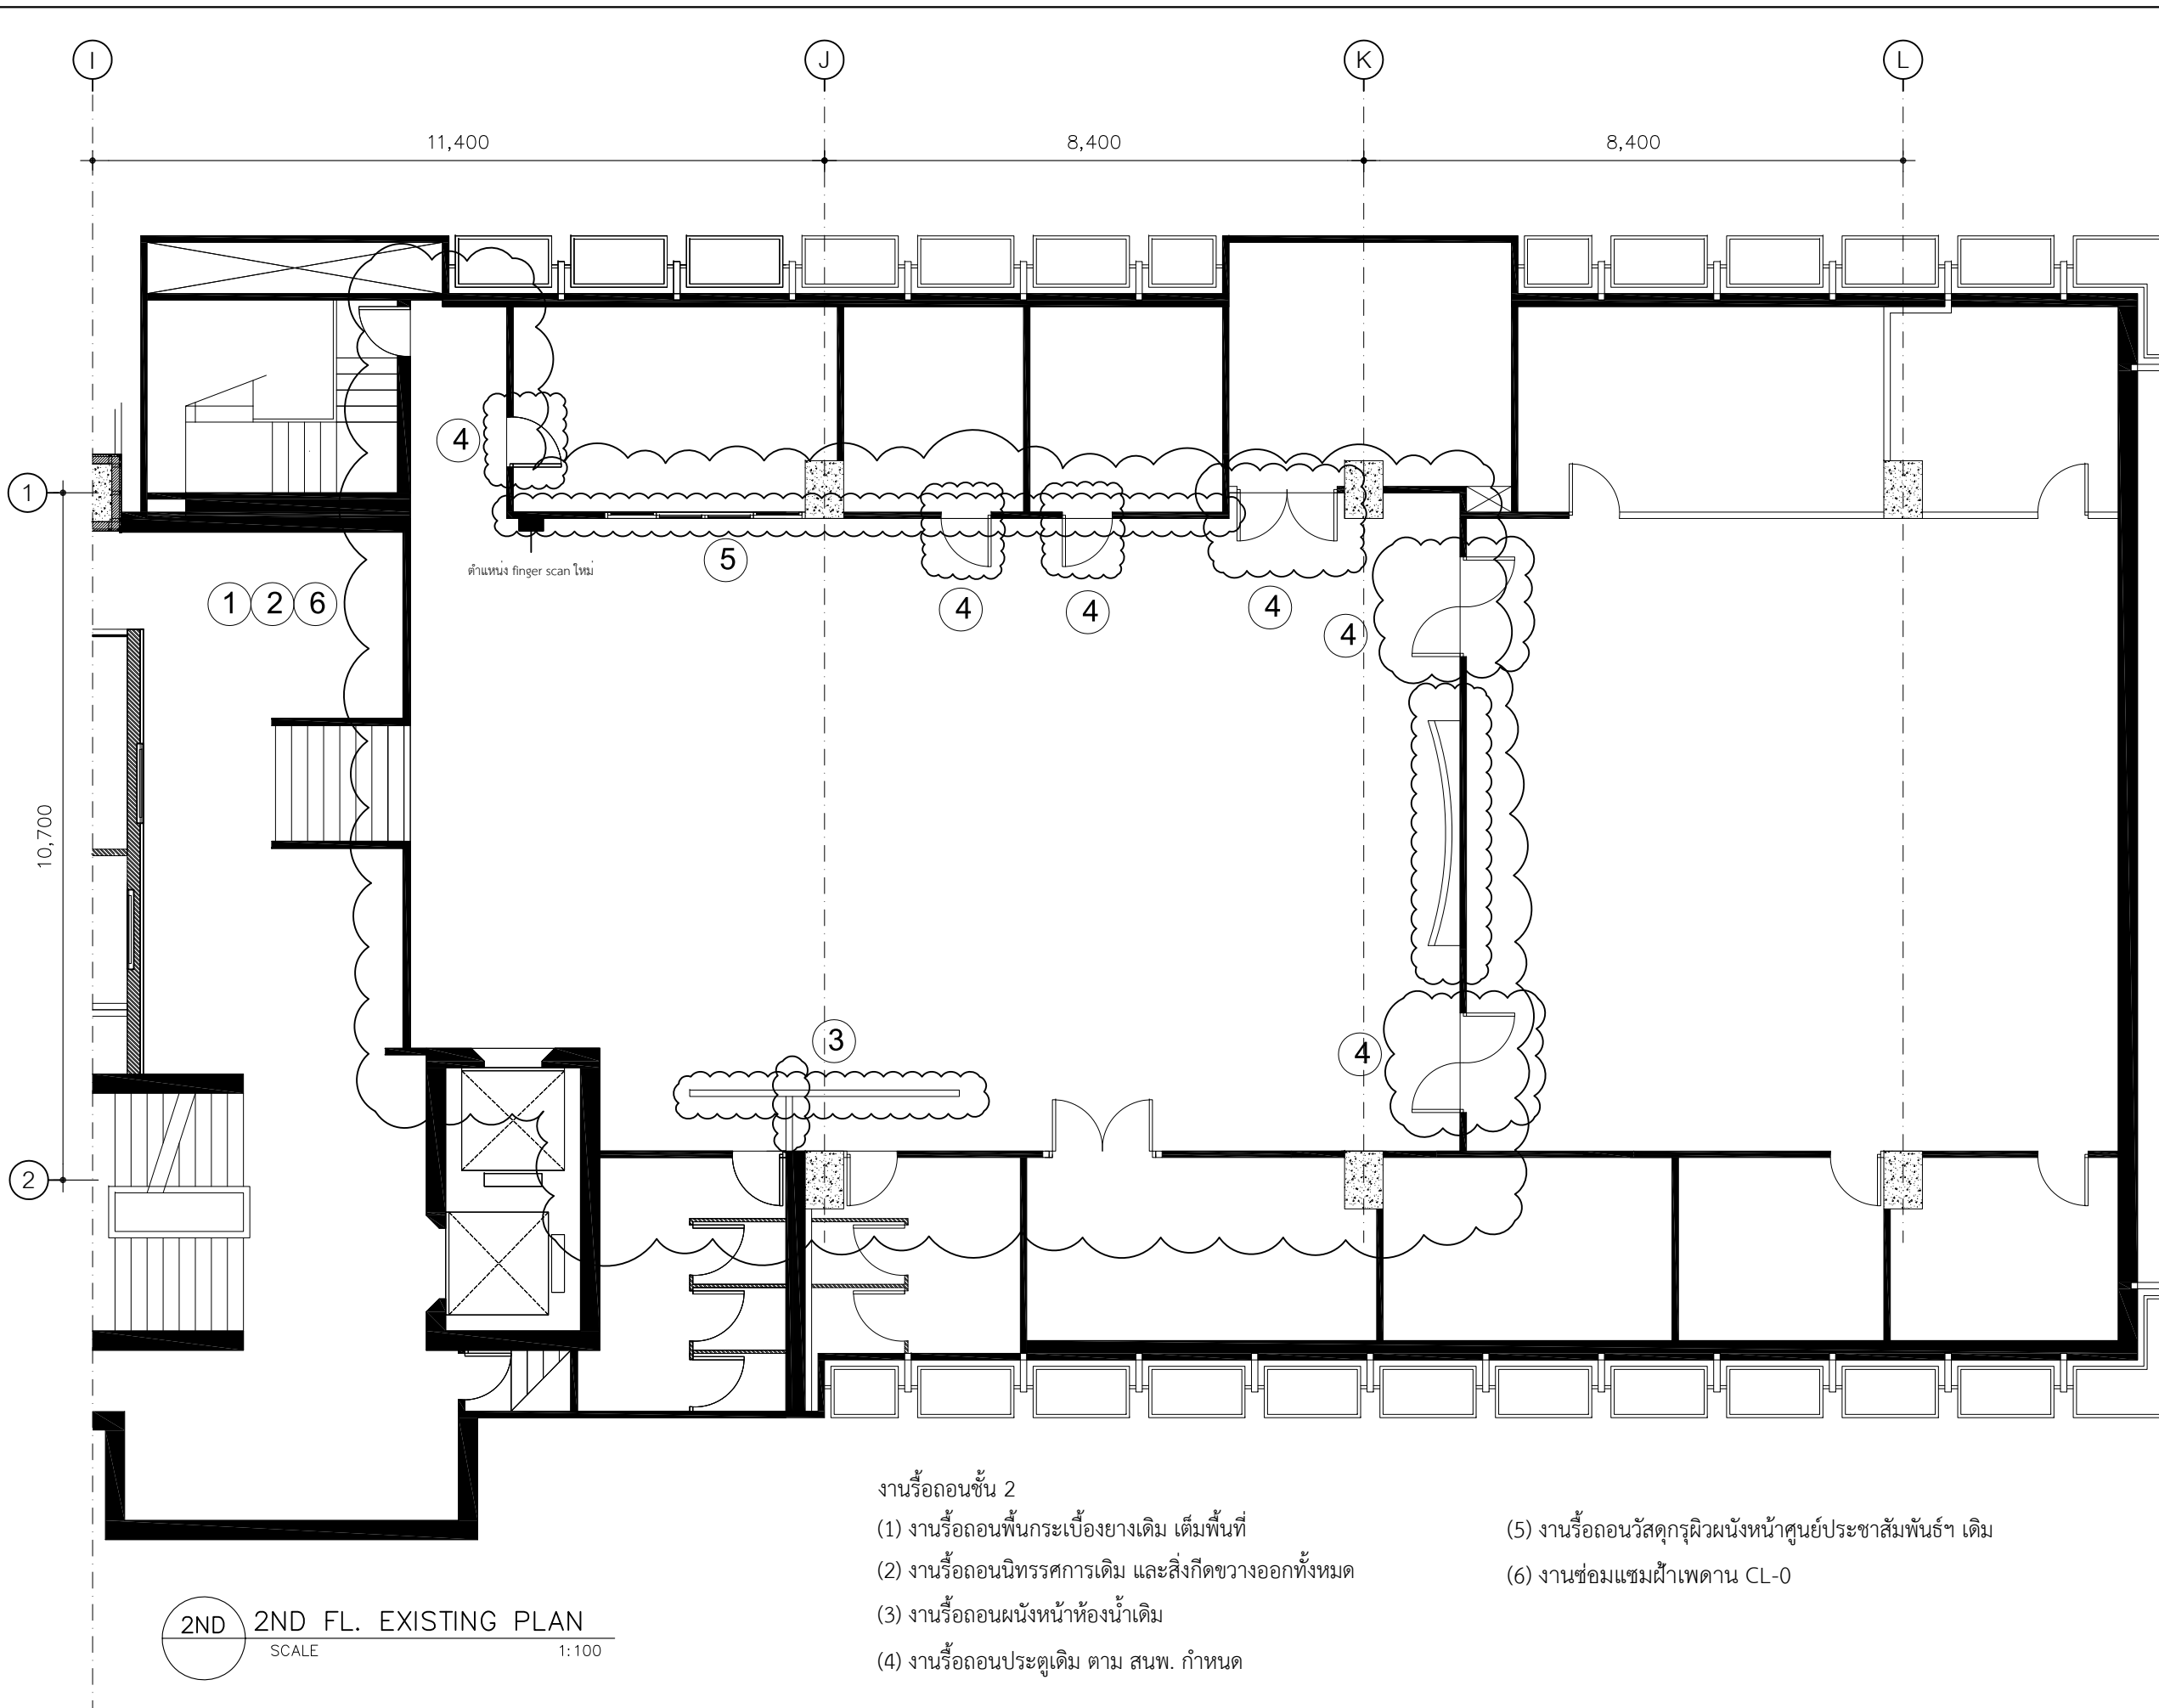 I
J
K
L
11,400
8,400
8,400
4
1
5
ตำแหน่ง finger scan ใหม่
1 2 6
4
4
4
4
10,700
3
4
2
งานรื้อถอนชั้น 2
(1) งานรื้อถอนพื้นกระเบื้องยางเดิม เต็มพื้นที่
(2) งานรื้อถอนนิทรรศการเดิม และสิ่งกีดขวางออกทั้งหมด
(3) งานรื้อถอนผนังหน้าห้องน้ำเดิม
(4) งานรื้อถอนประตูเดิม ตาม สนพ. กำหนด
(5) งานรื้อถอนวัสดุกรุผิวผนังหน้าศูนย์ประชาสัมพันธ์ฯ เดิม
(6) งานซ่อมแซมฝ้าเพดาน CL-0
2ND 2ND FL. EXISTING PLAN
SCALE 1:100